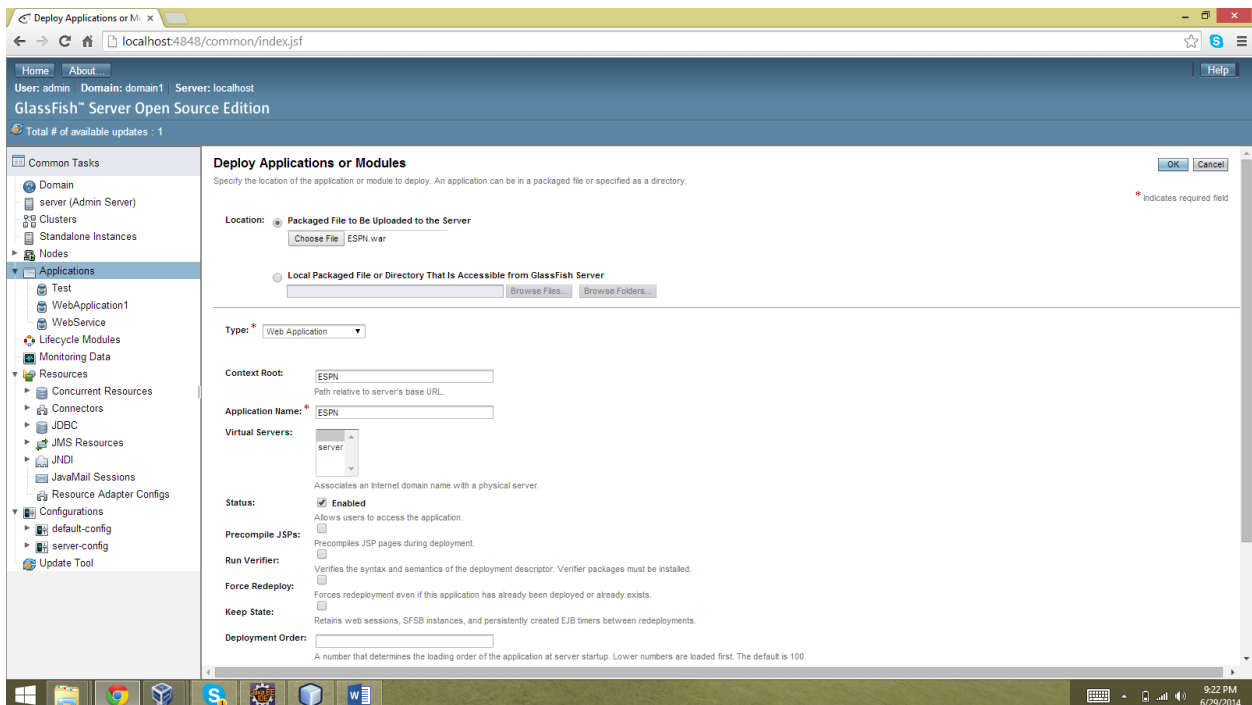 Deploy Applications or Mo
localhost:4848/common/index.jsf
Home About... Help
User: admin Domain: domain1 Server: localhost
GlassFish™ Server Open Source Edition
Total # of available updates : 1
Common Tasks
Domain
server (Admin Server)
Clusters
Standalone Instances
Nodes
Applications
Test
WebApplication1
WebService
Lifecycle Modules
Monitoring Data
Resources
Concurrent Resources
Connectors
JDBC
JMS Resources
JNDI
JavaMail Sessions
Resource Adapter Configs
Configurations
default-config
server-config
Update Tool
Deploy Applications or Modules
OK Cancel
Specify the location of the application or module to deploy. An application can be in a packaged file or specified as a directory.
* Indicates required field
Location: Packaged File to Be Uploaded to the Server
Choose File ESPN.war
Local Packaged File or Directory That Is Accessible from GlassFish Server
Browse Files... Browse Folders...
Type: * Web Application
Context Root: ESPN
Path relative to server's base URL.
Application Name: * ESPN
Virtual Servers:
server
Associates an Internet domain name with a physical server.
Status: Enabled
Allows users to access the application.
Precompile JSPs:
Precompiles JSP pages during deployment.
Run Verifier:
Verifies the syntax and semantics of the deployment descriptor. Verifier packages must be installed.
Force Redeploy:
Forces redeployment even if this application has already been deployed or already exists.
Keep State:
Retains web sessions, SFSB instances, and persistently created EJB timers between redeployments.
Deployment Order:
A number that determines the loading order of the application at server startup. Lower numbers are loaded first. The default is 100.
Java EE
IDE
9:22 PM
6/29/2014